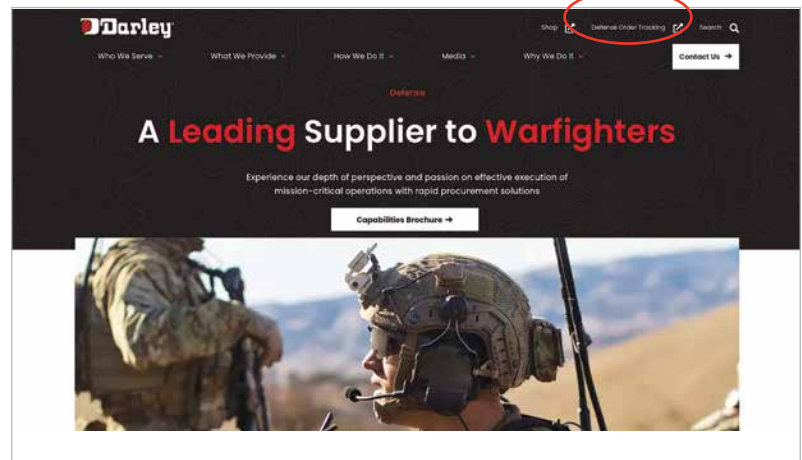 Darley
Shop Defense Order Tracking Search
Who We Serve What We Provide How We Do It Media Why We Do It Contact Us →
Defense
A Leading Supplier to Warfighters
Experience our depth of perspective and passion on effective execution of
mission-critical operations with rapid procurement solutions
Capabilities Brochure →